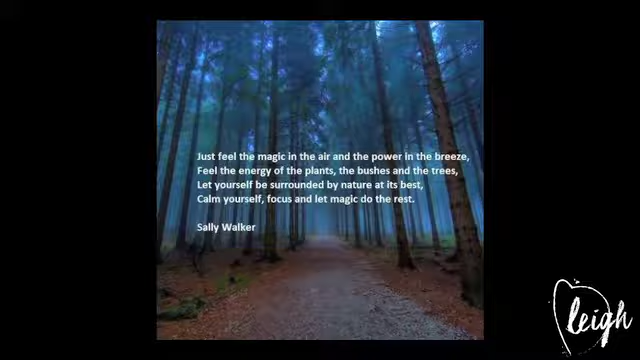 Just feel the magic in the air and the power in the breeze,
Feel the energy of the plants, the bushes and the trees,
Let yourself be surrounded by nature at its best,
Calm yourself, focus and let magic do the rest.
Sally Walker
leigh